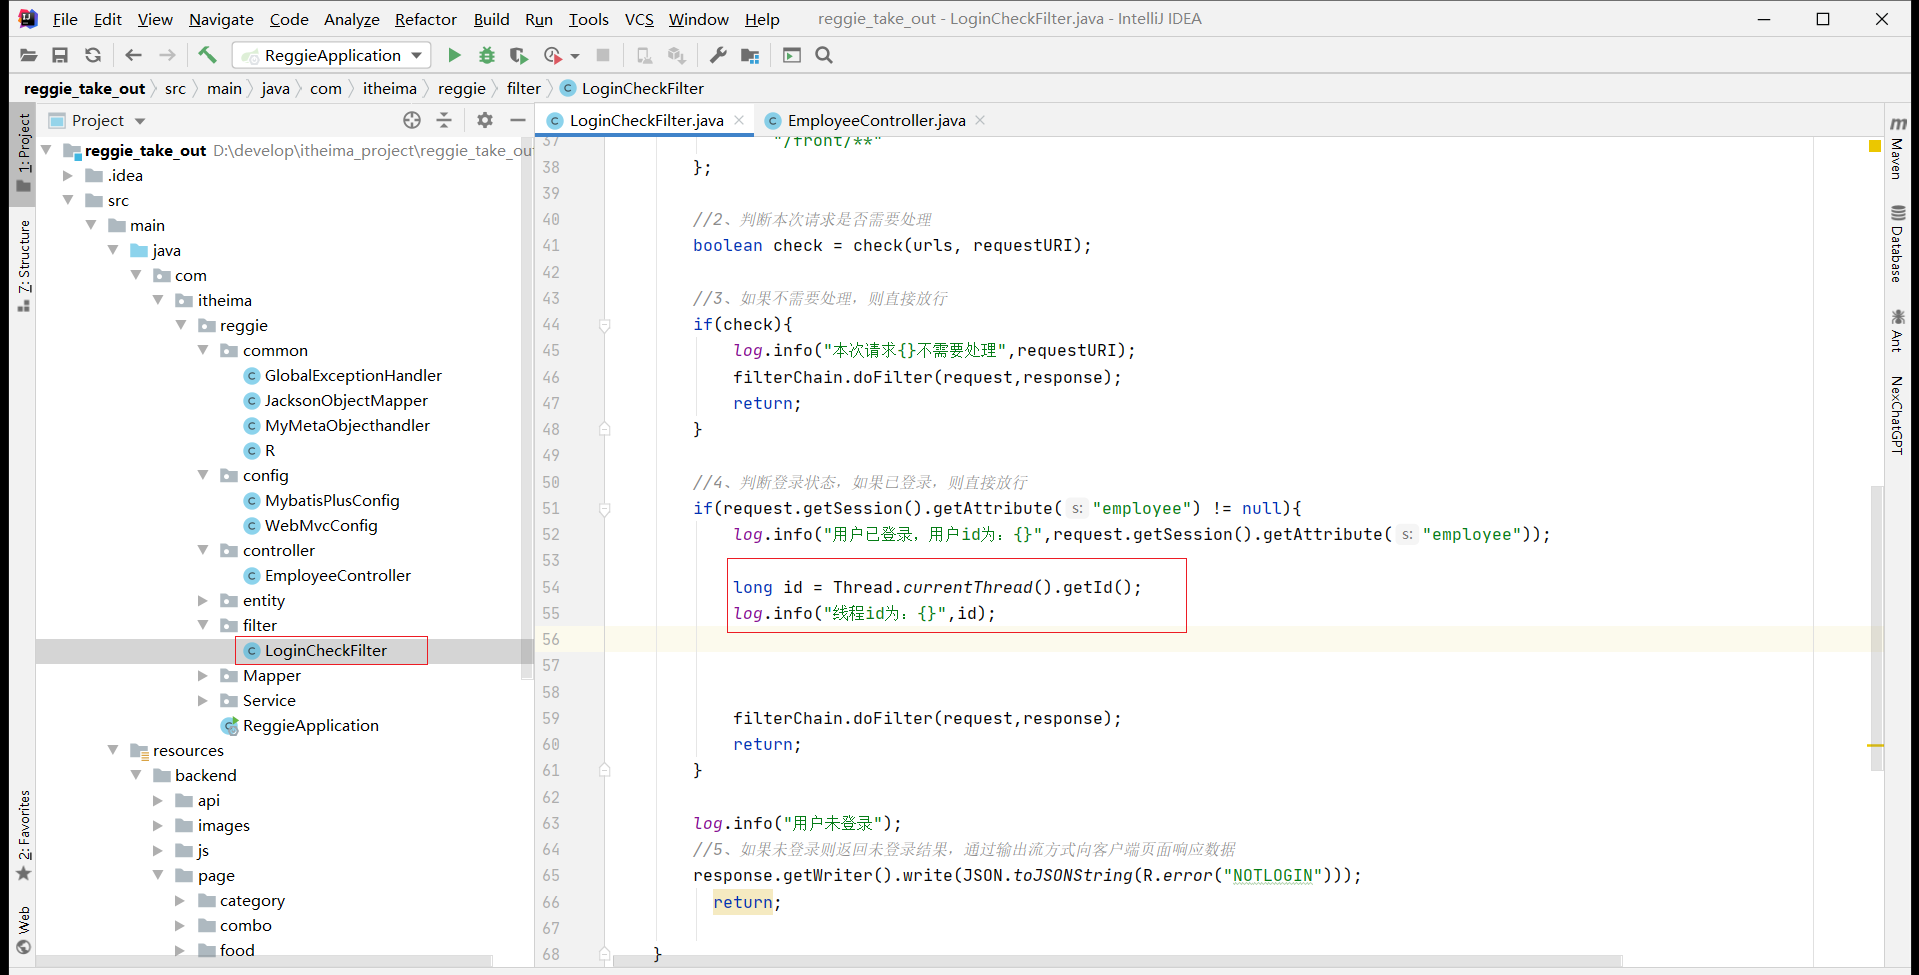 File Edit View Navigate Code Analyze Refactor Build Run Tools VCS Window Help reggie_take_out - LoginCheckFilter.java - IntelliJ IDEA
ReggieApplication
reggie_take_out src main java com itheima reggie filter LoginCheckFilter
Project
LoginCheckFilter.java
EmployeeController.java
1: Project
7: Structure
2: Favorites
Web
reggie_take_out D:\develop\itheima_project\reggie_take_ou
.idea
src
main
java
com
itheima
reggie
common
GlobalExceptionHandler
JacksonObjectMapper
MyMetaObjecthandler
R
config
MybatisPlusConfig
WebMvcConfig
controller
EmployeeController
entity
filter
LoginCheckFilter
Mapper
Service
ReggieApplication
resources
backend
api
images
js
page
category
combo
food
37 "/front/**"
38 };
39
40 //2、判断本次请求是否需要处理
41 boolean check = check(urls, requestURI);
42
43 //3、如果不需要处理，则直接放行
44 if(check){
45 log.info("本次请求{}不需要处理",requestURI);
46 filterChain.doFilter(request,response);
47 return;
48 }
49
50 //4、判断登录状态，如果已登录，则直接放行
51 if(request.getSession().getAttribute( s: "employee") != null){
52 log.info("用户已登录，用户id为：{}",request.getSession().getAttribute( s: "employee"));
53
54 long id = Thread.currentThread().getId();
55 log.info("线程id为：{}",id);
56
57
58
59 filterChain.doFilter(request,response);
60 return;
61 }
62
63 log.info("用户未登录");
64 //5、如果未登录则返回未登录结果，通过输出流方式向客户端页面响应数据
65 response.getWriter().write(JSON.toJSONString(R.error("NOTLOGIN")));
66 return;
67
68 }
m Maven
Database
Ant
NexChatGPT